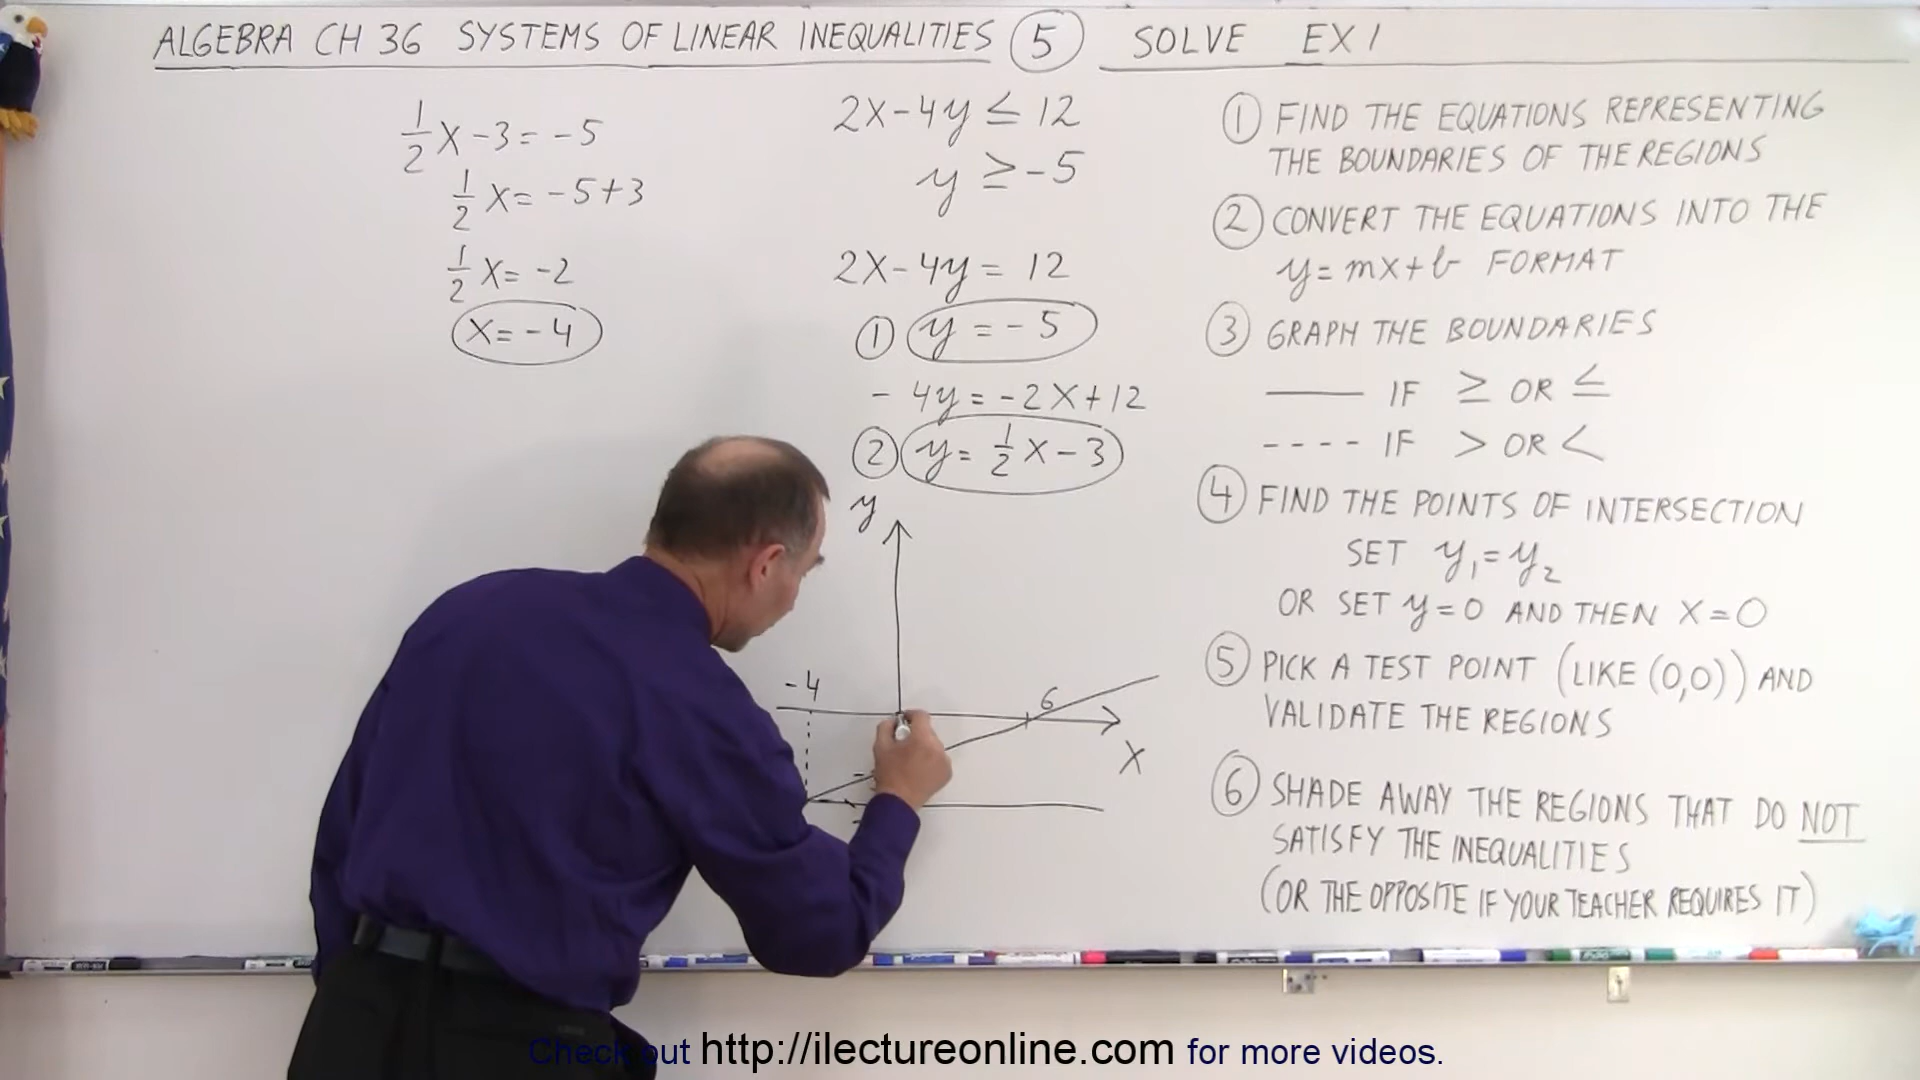 ALGEBRA CH 36 SYSTEMS OF LINEAR INEQUALITIES ⑤ SOLVE EX 1
1/2 X - 3 = -5
1/2 X = -5 + 3
1/2 X = -2
X = -4
2X - 4y ≤ 12
y ≥ -5
2X - 4y = 12
① y = -5
-4y = -2X + 12
② y = 1/2 X - 3
y
-4
6
X
① FIND THE EQUATIONS REPRESENTING
THE BOUNDARIES OF THE REGIONS
② CONVERT THE EQUATIONS INTO THE
y = mX + b FORMAT
③ GRAPH THE BOUNDARIES
—— IF ≥ OR ≤
---- IF > OR <
④ FIND THE POINTS OF INTERSECTION
SET y₁ = y₂
OR SET y = 0 AND THEN X = 0
⑤ PICK A TEST POINT (LIKE (0,0)) AND
VALIDATE THE REGIONS
⑥ SHADE AWAY THE REGIONS THAT DO NOT
SATISFY THE INEQUALITIES
(OR THE OPPOSITE IF YOUR TEACHER REQUIRES IT)
Check out http://ilectureonline.com for more videos.